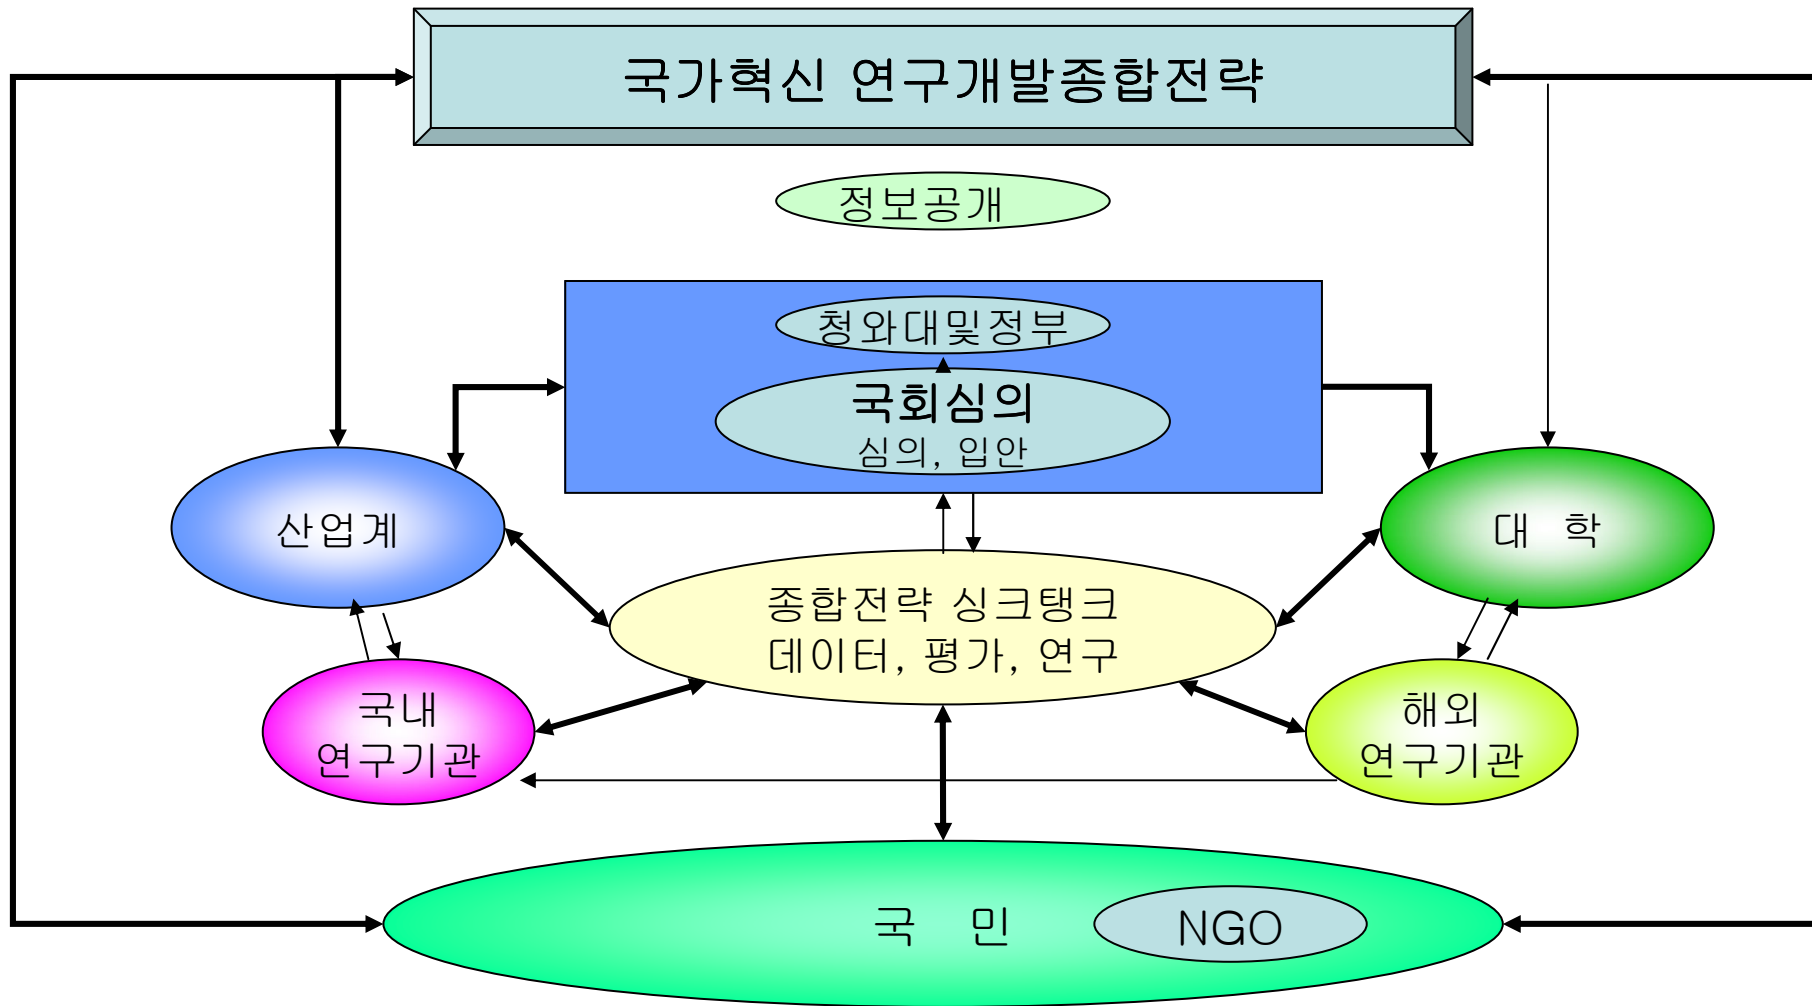 국가혁신 연구개발종합전략
정보공개
청와대및정부
국회심의
심의, 입안
산업계
대 학
종합전략 싱크탱크
데이터, 평가, 연구
국내
연구기관
해외
연구기관
국 민
NGO